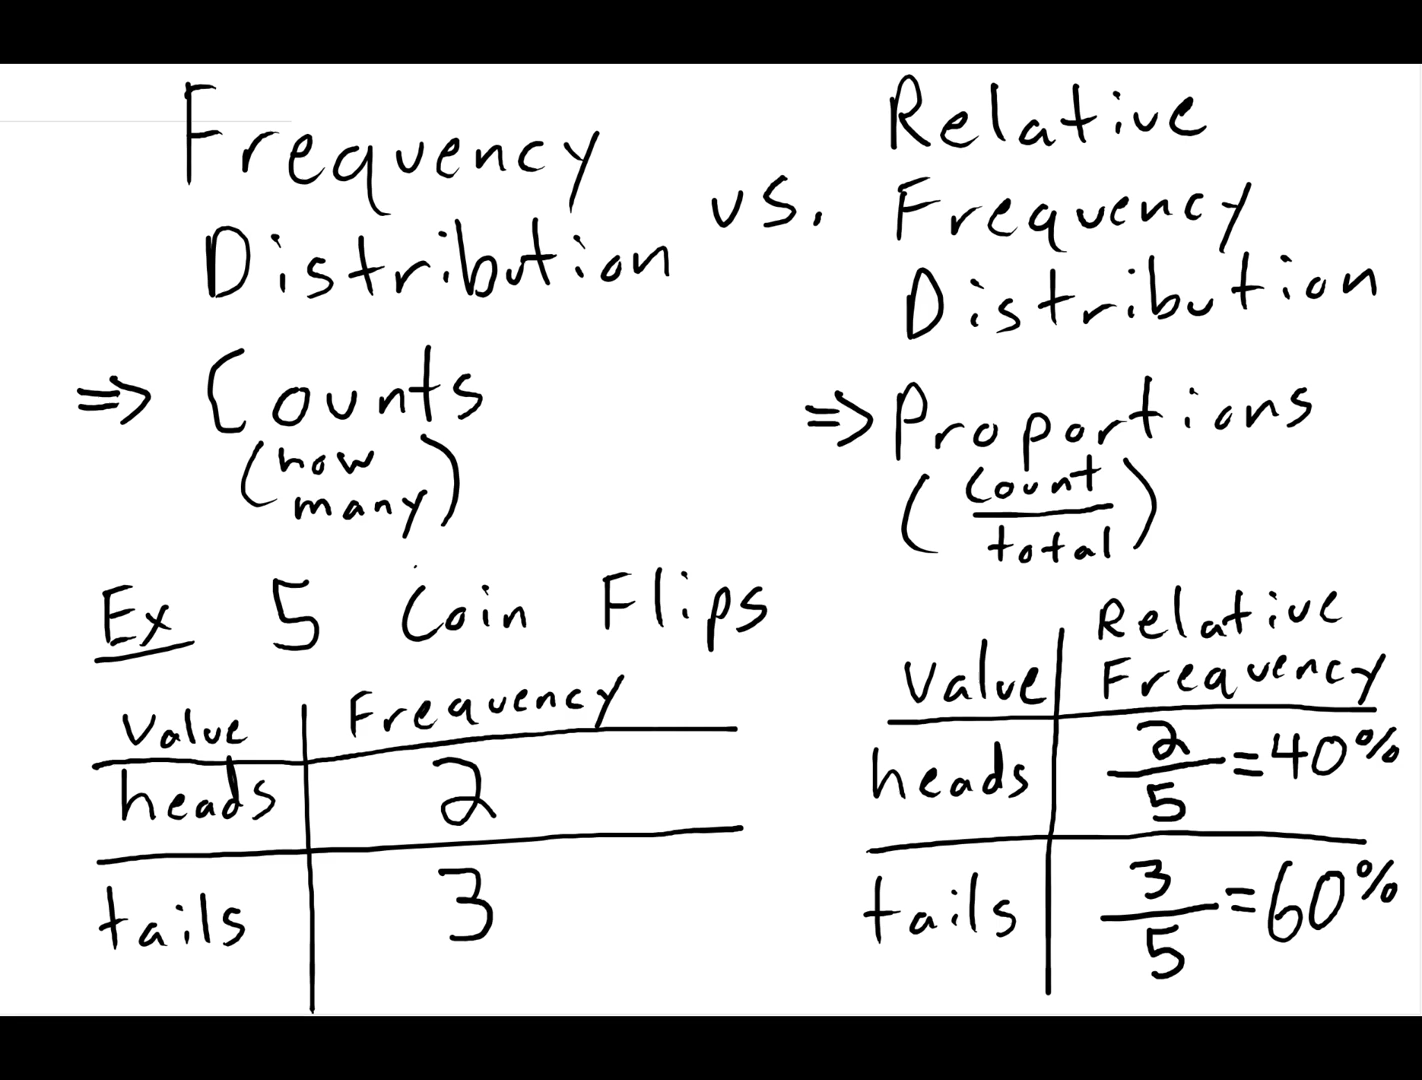 Frequency
Distribution
vs.
Relative
Frequency
Distribution
⇒ Counts
(how
many)
⇒ Proportions
(count
total)
Ex 5 Coin Flips
Value Frequency
heads 2
tails 3
Value Relative
Frequency
heads 2/5 = 40%
tails 3/5 = 60%